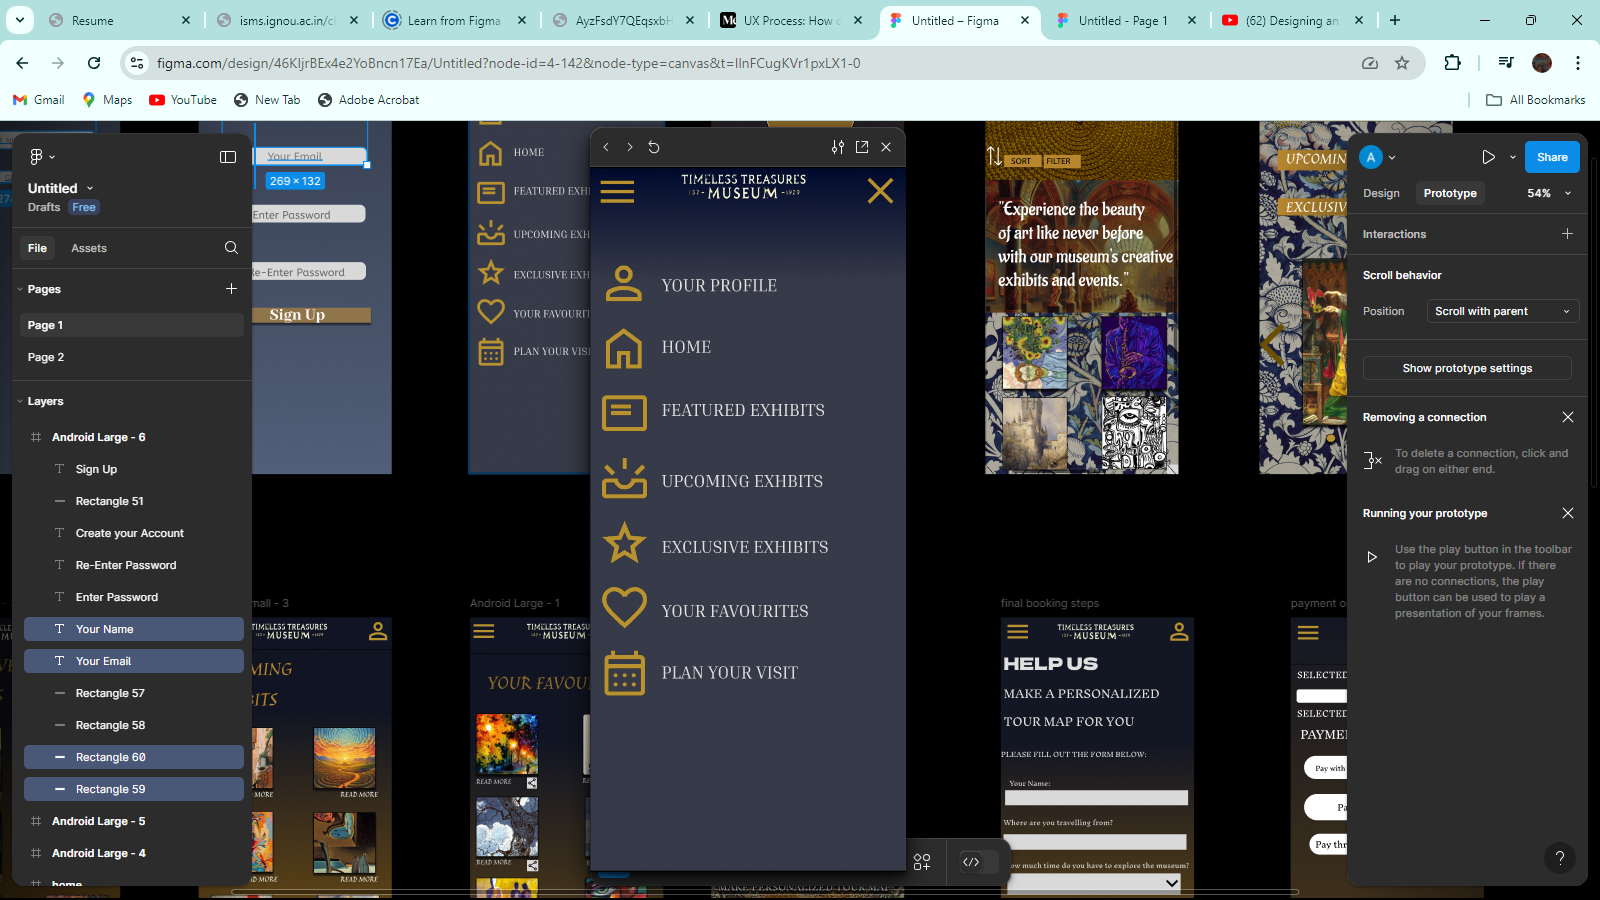 Resume
isms.ignou.ac.in/c
Learn from Figma
AyzFsdY7QEqsxbH
UX Process: How
Untitled – Figma
Untitled - Page 1
(62) Designing an
figma.com/design/46KIjrBEx4e2YoBncn17Ea/Untitled?node-id=4-142&node-type=canvas&t=IInFCugKVr1pxLX1-0
Gmail
Maps
YouTube
New Tab
Adobe Acrobat
All Bookmarks
Untitled
Drafts
Free
File
Assets
Pages
Page 1
Page 2
Layers
Android Large - 6
Sign Up
Rectangle 51
Create your Account
Re-Enter Password
Enter Password
Your Name
Your Email
Rectangle 57
Rectangle 58
Rectangle 60
Rectangle 59
Android Large - 5
Android Large - 4
home
Your Email
269 × 132
Enter Password
Re-Enter Password
Sign Up
HOME
FEATURED EXH
UPCOMING EXH
EXCLUSIVE EXH
YOUR FAVOURIT
PLAN YOUR VIS
TIMELESS TREASURES
MUSEUM
YOUR PROFILE
HOME
FEATURED EXHIBITS
UPCOMING EXHBITS
EXCLUSIVE EXHIBITS
YOUR FAVOURITES
PLAN YOUR VISIT
SORT
FILTER
"Experience the beauty
of art like never before
with our museum's creative
exhibits and events."
UPCOMIN
EXCLUSIV
mall - 3
TIMELESS TREASURES
MUSEUM
MING
ITS
READ MORE
READ MORE
Android Large - 1
MUSEUM
YOUR FAVOU
READ MORE
READ MORE
MAKE A PERSONALIZED TOUR MAP
final booking steps
TIMELESS TREASURES
MUSEUM
HELP US
MAKE A PERSONALIZED
TOUR MAP FOR YOU
PLEASE FILL OUT THE FORM BELOW:
Your Name:
Where are you travelling from?
ow much time do you have to explore the museum?
payment o
SELECTED
SELECTED
PAYME
Pay with
Pa
Pay thr
A
Share
Design
Prototype
54%
Interactions
Scroll behavior
Position
Scroll with parent
Show prototype settings
Removing a connection
To delete a connection, click and
drag on either end.
Running your prototype
Use the play button in the toolbar
to play your prototype. If there
are no connections, the play
button can be used to play a
presentation of your frames.
?